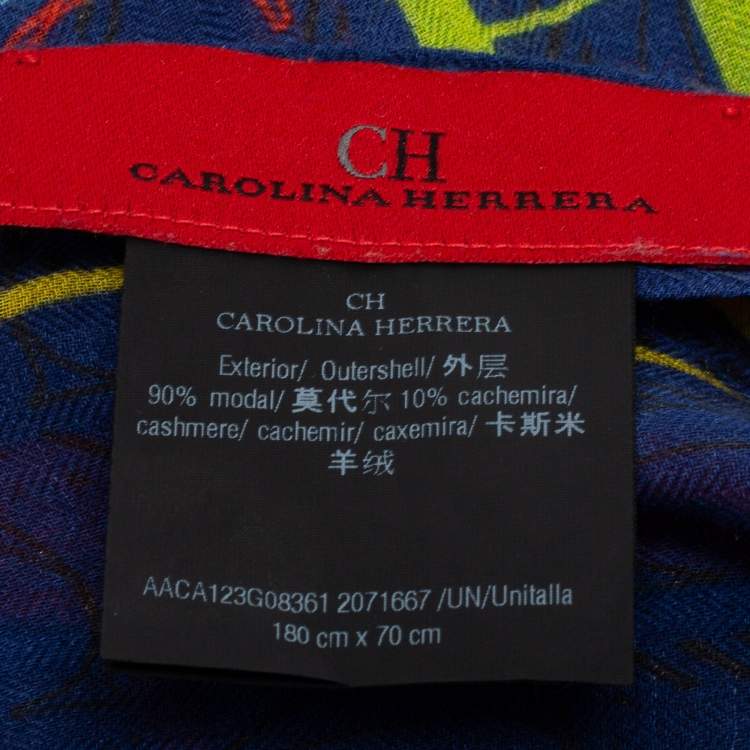 CH
CAROLINA HERRERA
CH
CAROLINA HERRERA
Exterior/ Outershell/ 外层
90% modal/ 莫代尔 10% cachemira/
cashmere/ cachemir/ caxemira/ 卡斯米
羊绒
AACA123G08361 2071667 /UN/Unitalla
180 cm x 70 cm